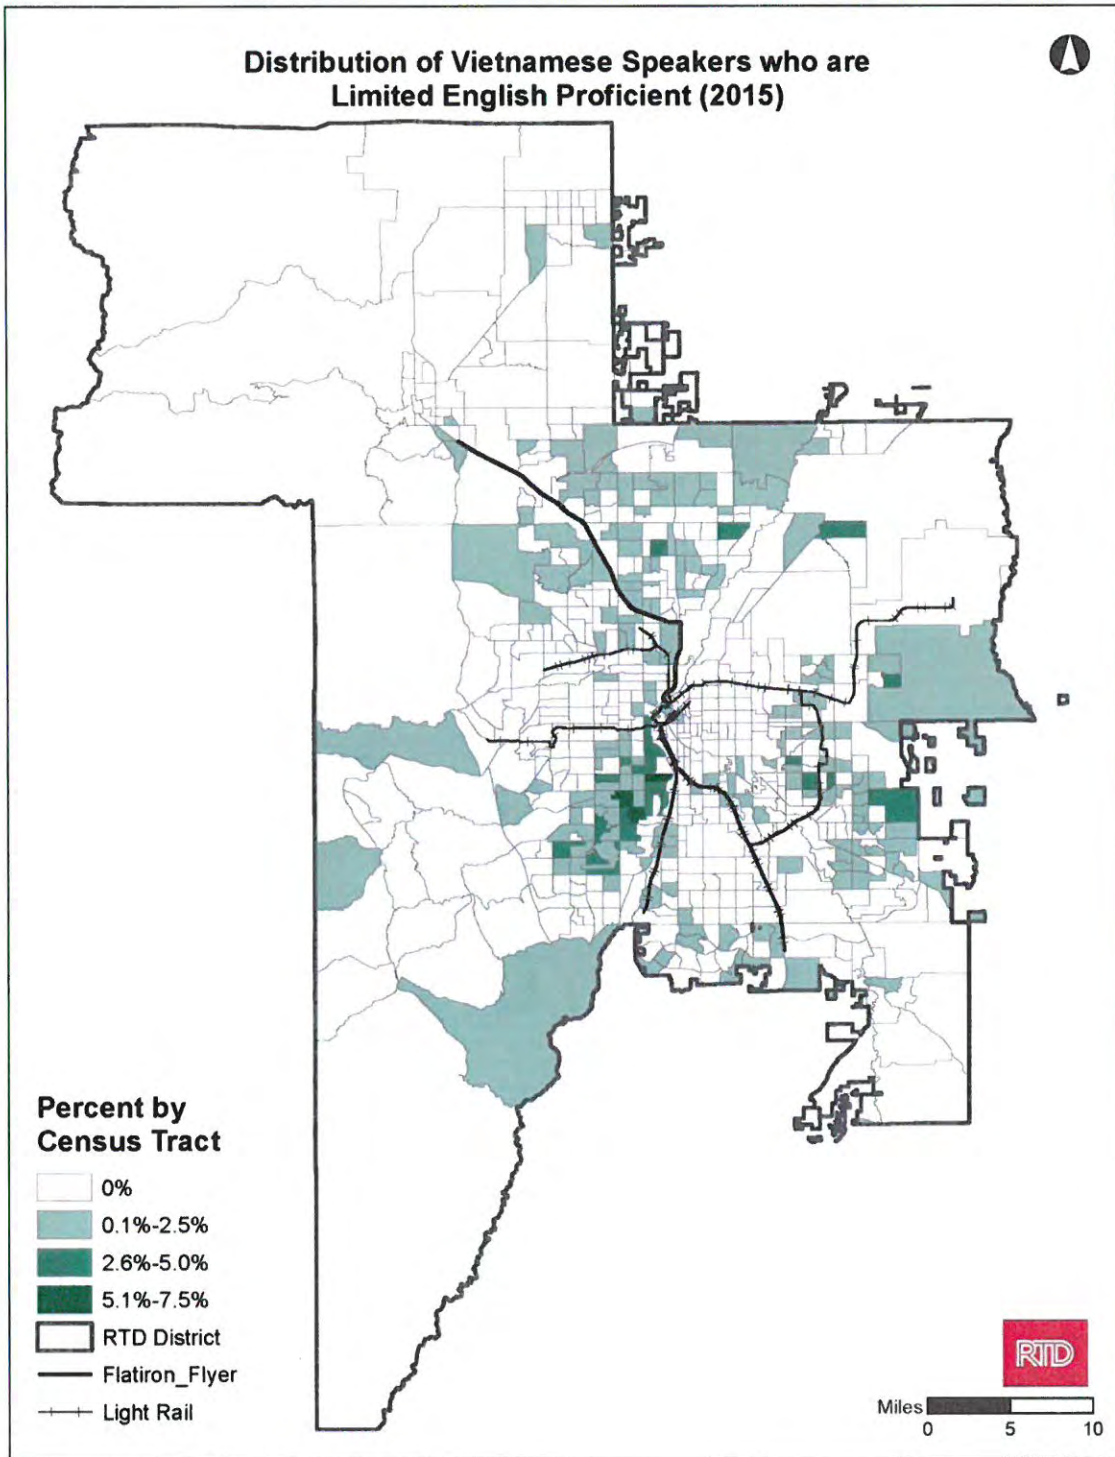 Distribution of Vietnamese Speakers who are
Limited English Proficient (2015)
Percent by
Census Tract
0%
0.1%-2.5%
2.6%-5.0%
5.1%-7.5%
RTD District
Flatiron_Flyer
Light Rail
RTD
Miles
0 5 10